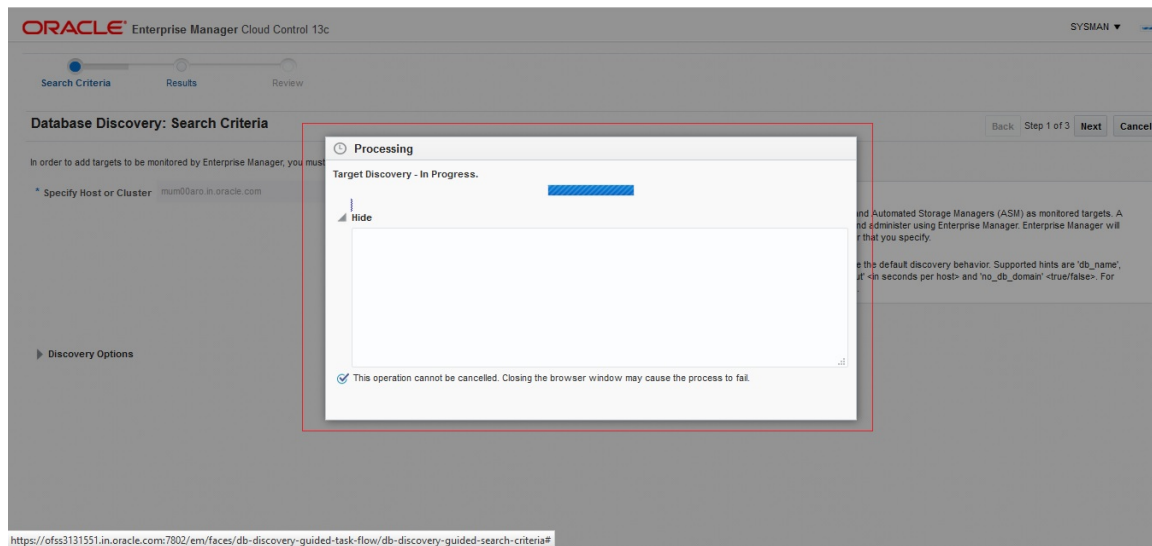 ORACLE® Enterprise Manager Cloud Control 13c
SYSMAN
Search Criteria
Results
Review
Database Discovery: Search Criteria
Back Step 1 of 3 Next Cancel
In order to add targets to be monitored by Enterprise Manager, you must
* Specify Host or Cluster mum00aro.in.oracle.com
Processing
Target Discovery - In Progress.
Hide
This operation cannot be cancelled. Closing the browser window may cause the process to fail.
and Automated Storage Managers (ASM) as monitored targets. A
nd administer using Enterprise Manager. Enterprise Manager will
r that you specify.
e the default discovery behavior. Supported hints are 'db_name',
ut' <in seconds per host> and 'no_db_domain' <true/false>. For
Discovery Options
https://ofss3131551.in.oracle.com:7802/em/faces/db-discovery-guided-task-flow/db-discovery-guided-search-criteria#